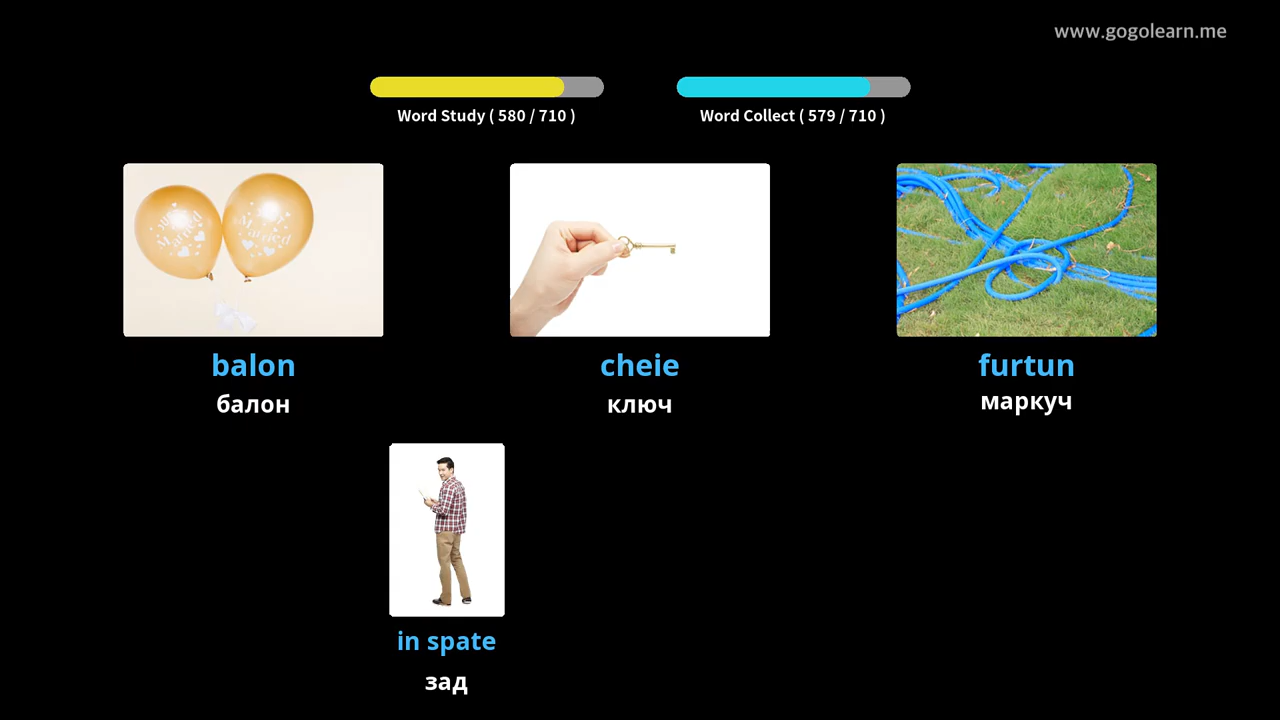 www.gogolearn.me
Word Study ( 580 / 710 )
Word Collect ( 579 / 710 )
balon
балон
cheie
ключ
furtun
маркуч
in spate
зад